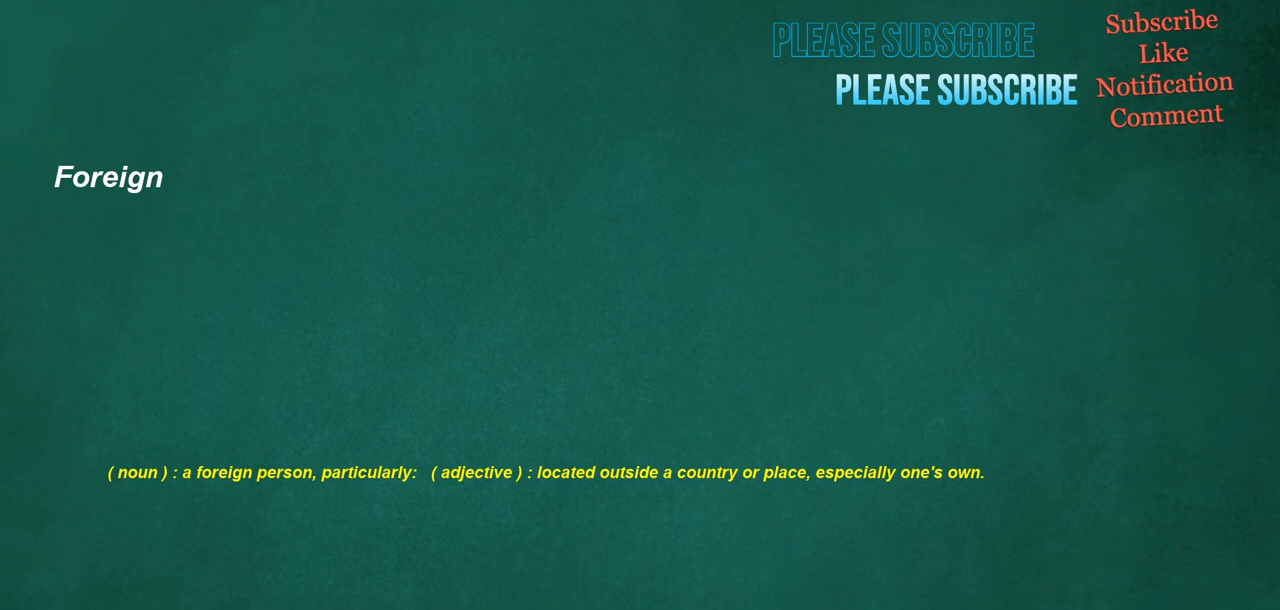 PLEASE SUBSCRIBE
PLEASE SUBSCRIBE
Subscribe
Like
Notification
Comment
Foreign
( noun ) : a foreign person, particularly: ( adjective ) : located outside a country or place, especially one's own.